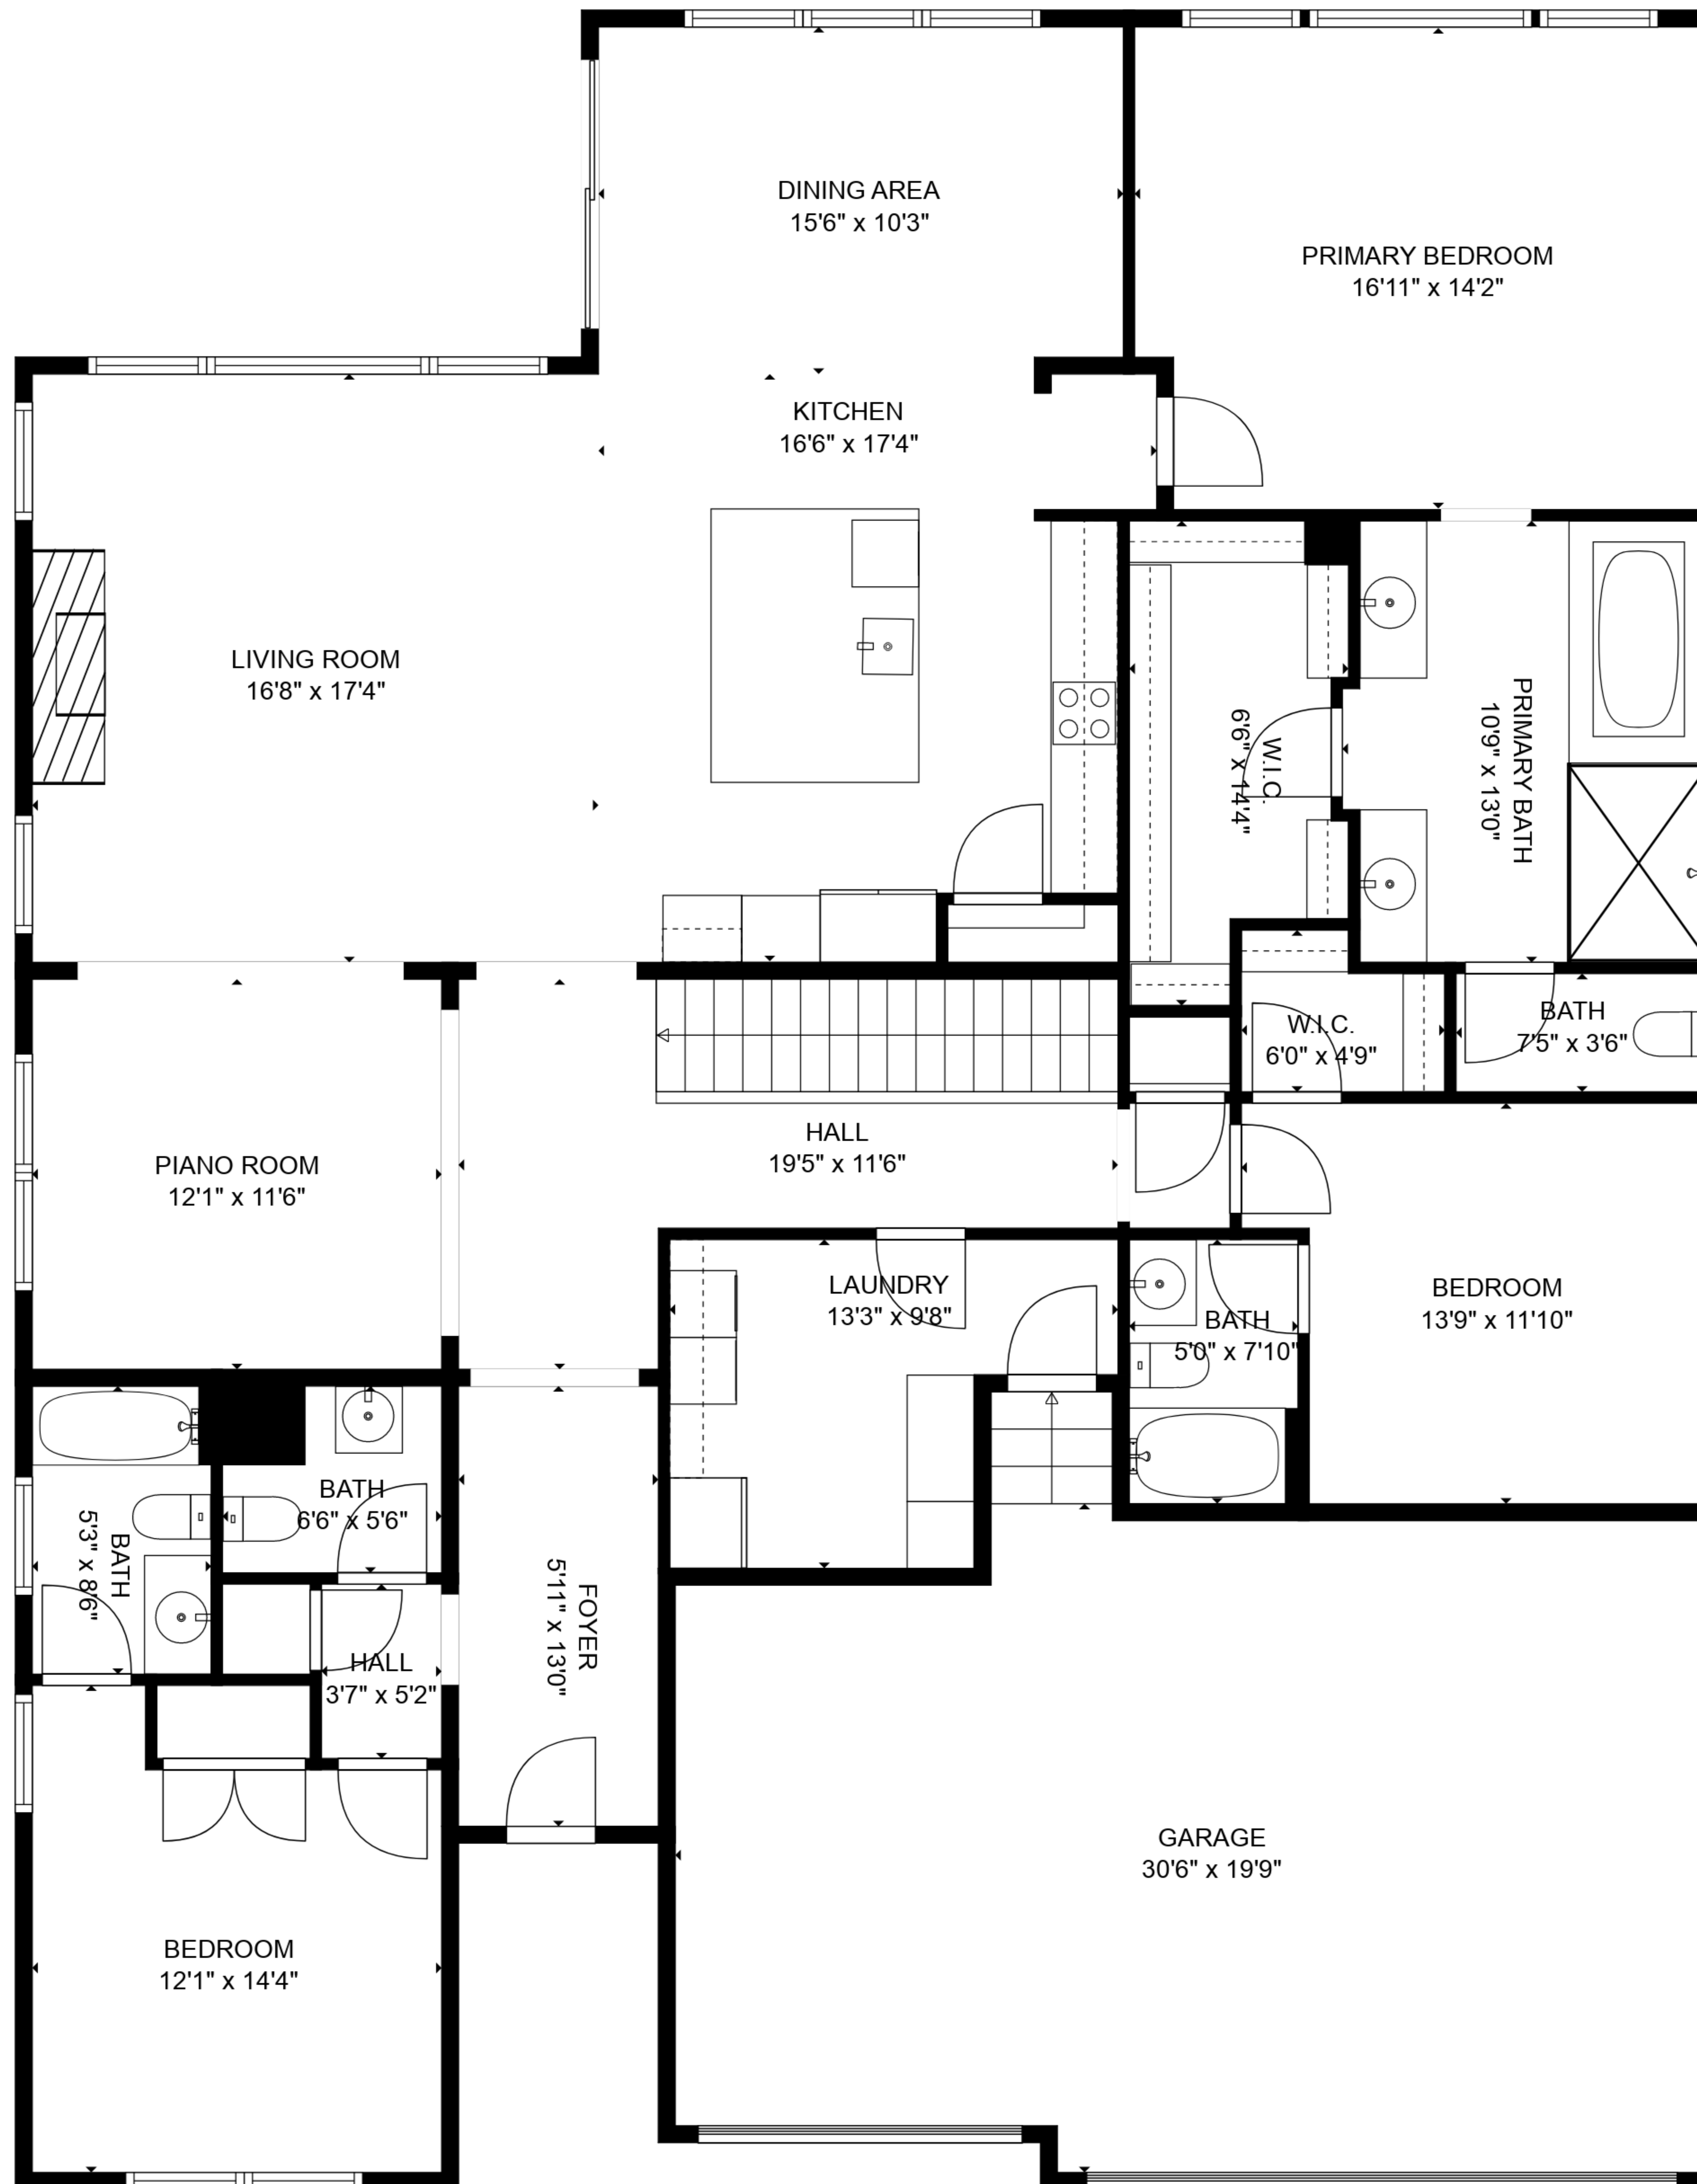 DINING AREA
15'6" x 10'3"
PRIMARY BEDROOM
16'11" x 14'2"
KITCHEN
16'6" x 17'4"
LIVING ROOM
16'8" x 17'4"
W.I.C.
6'6" x 14'4"
PRIMARY BATH
10'9" x 13'0"
W.I.C.
6'0" x 4'9"
BATH
7'5" x 3'6"
HALL
19'5" x 11'6"
PIANO ROOM
12'1" x 11'6"
LAUNDRY
13'3" x 9'8"
BATH
5'0" x 7'10"
BEDROOM
13'9" x 11'10"
BATH
6'6" x 5'6"
BATH
5'3" x 8'6"
FOYER
5'11" x 13'0"
HALL
3'7" x 5'2"
GARAGE
30'6" x 19'9"
BEDROOM
12'1" x 14'4"